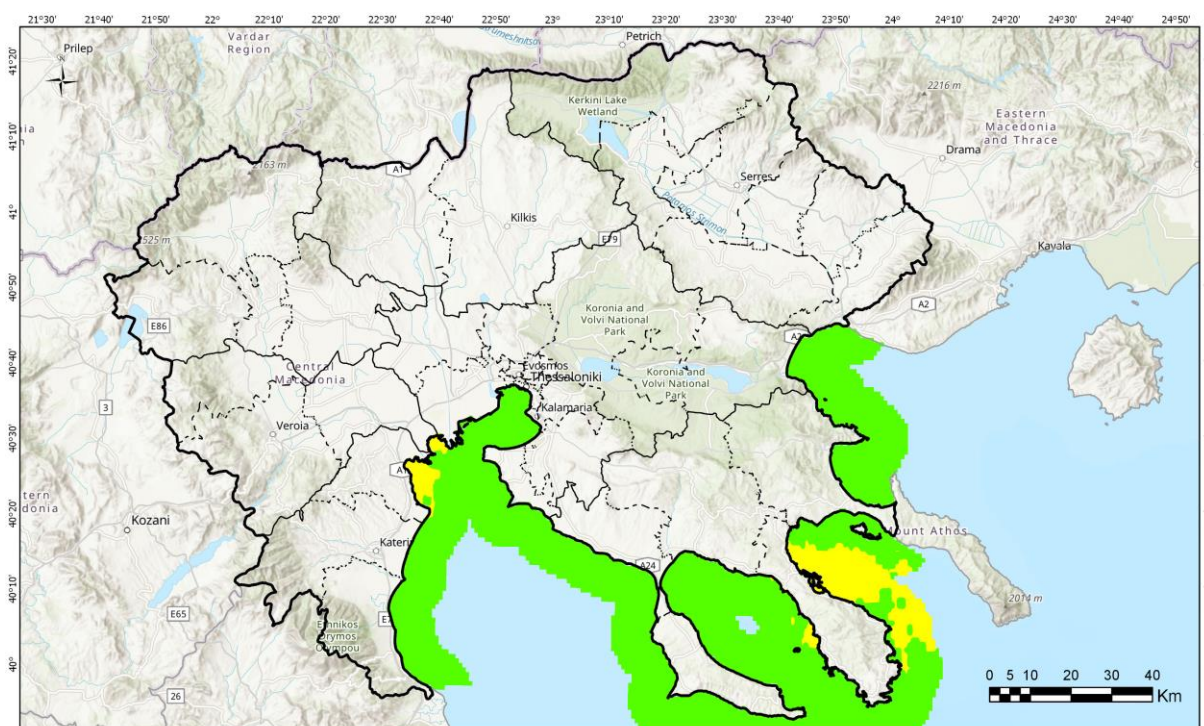 21°30' 21°50' 22° 22°10' 22°20' 22°30' 22°40' 22°50' 23° 23°10' 23°20' 23°30' 23°40' 23°50' 24° 24°10' 24°20' 24°30' 24°40' 24°50'
41°20'
41°10'
41°
40°50'
40°40'
40°30'
40°20'
40°10'
40°
Prilep
Vardar
Region
Petrich
2216 m
Kerkini Lake
Wetland
Eastern
Macedonia
and Thrace
Drama
2163 m
A1
Serres
Potamos Strimon
Kilkis
525 m
E79
Kavala
A2
E86
Koronia and
Volvi National
Park
Central
Macedonia
Evosmos
Thessaloniki
Koronia and
Volvi National
Park
3
Kalamaria
Veroia
Kozani
Mount Athos
A24
2014 m
E65
Ethnikos
Drymos
Olympou
26
0 5 10 20 30 40
Km